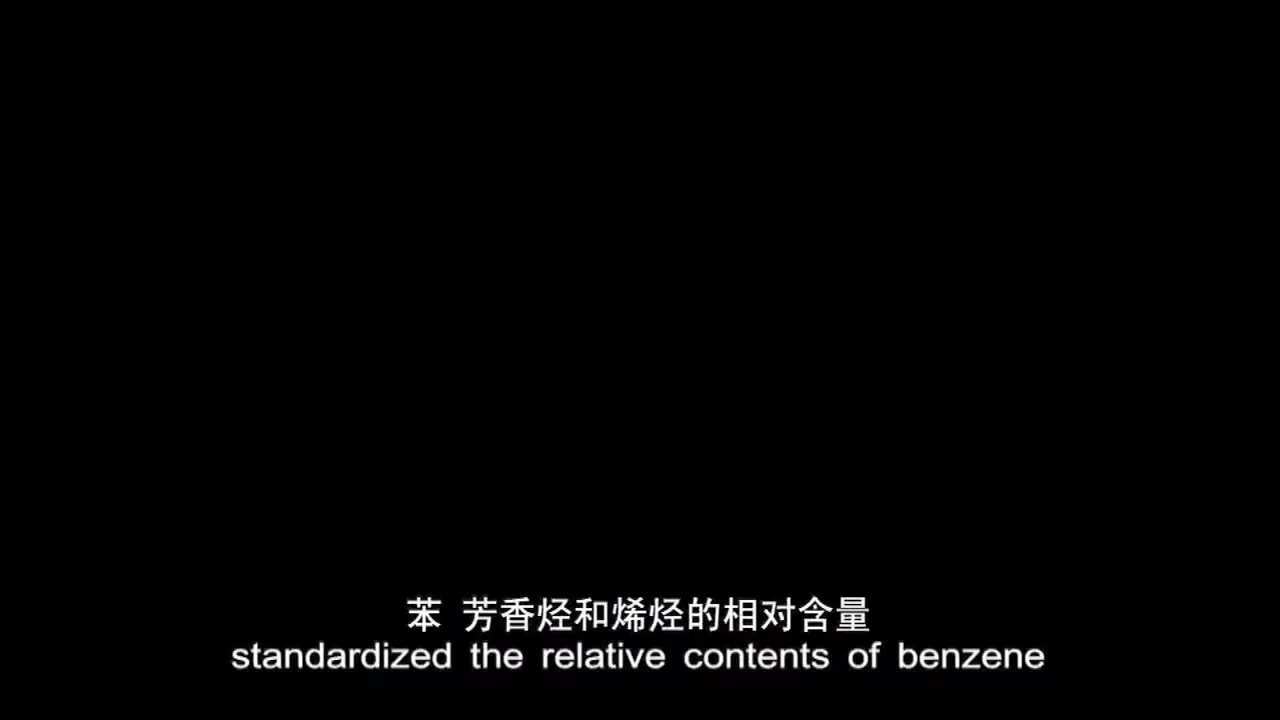 苯 芳香烃和烯烃的相对含量
standardized the relative contents of benzene